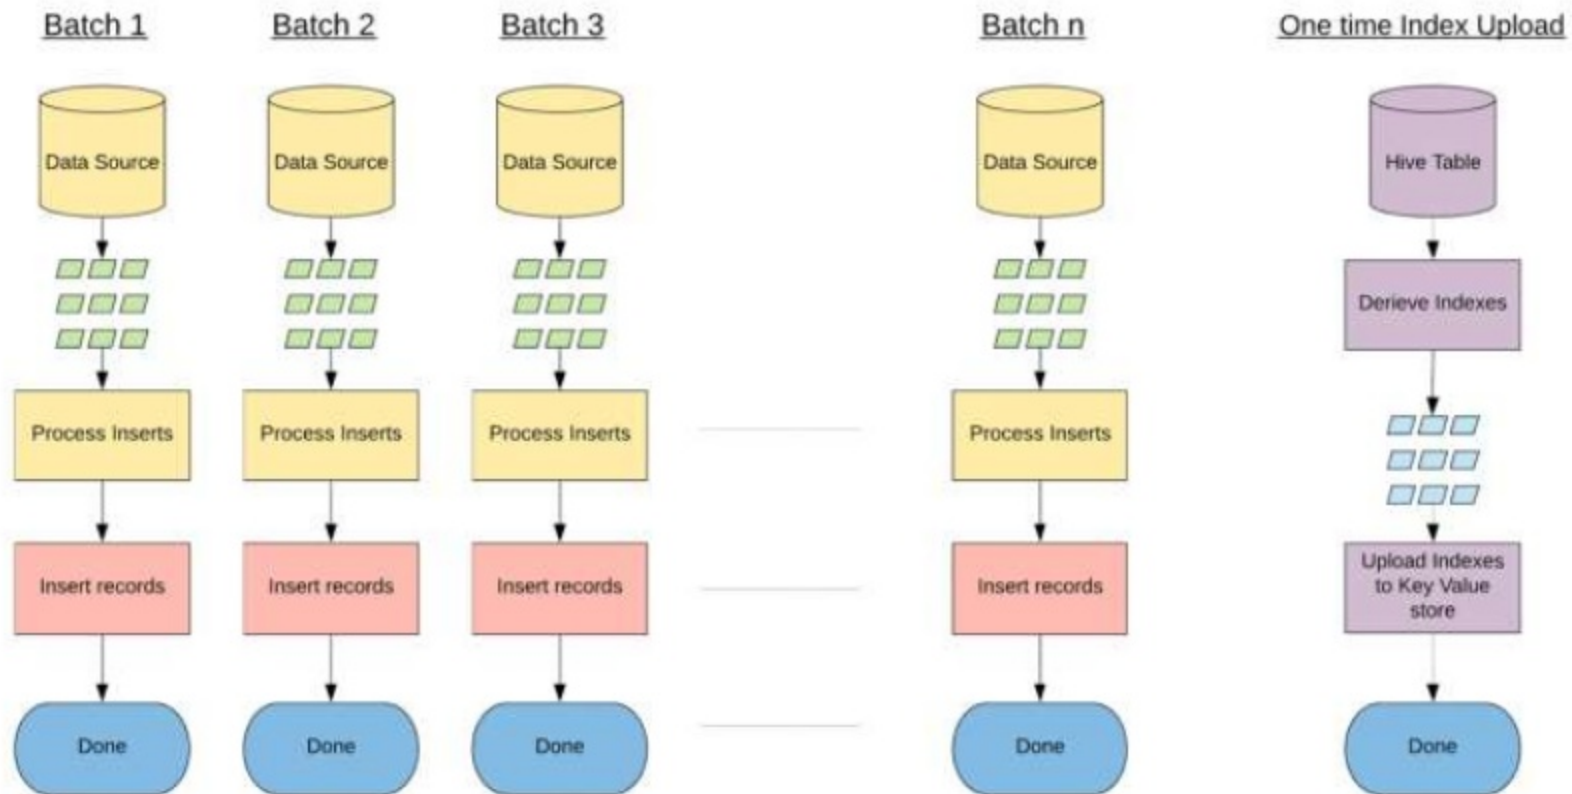 Batch 1
Batch 2
Batch 3
Batch n
One time Index Upload
Data Source
Data Source
Data Source
Data Source
Hive Table
Derieve Indexes
Process Inserts
Process Inserts
Process Inserts
Process Inserts
Insert records
Insert records
Insert records
Insert records
Upload Indexes
to Key Value
store
Done
Done
Done
Done
Done